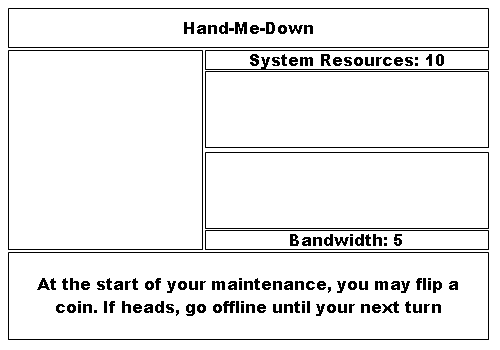 Hand-Me-Down
System Resources: 10
Bandwidth: 5
At the start of your maintenance, you may flip a
coin. If heads, go offline until your next turn